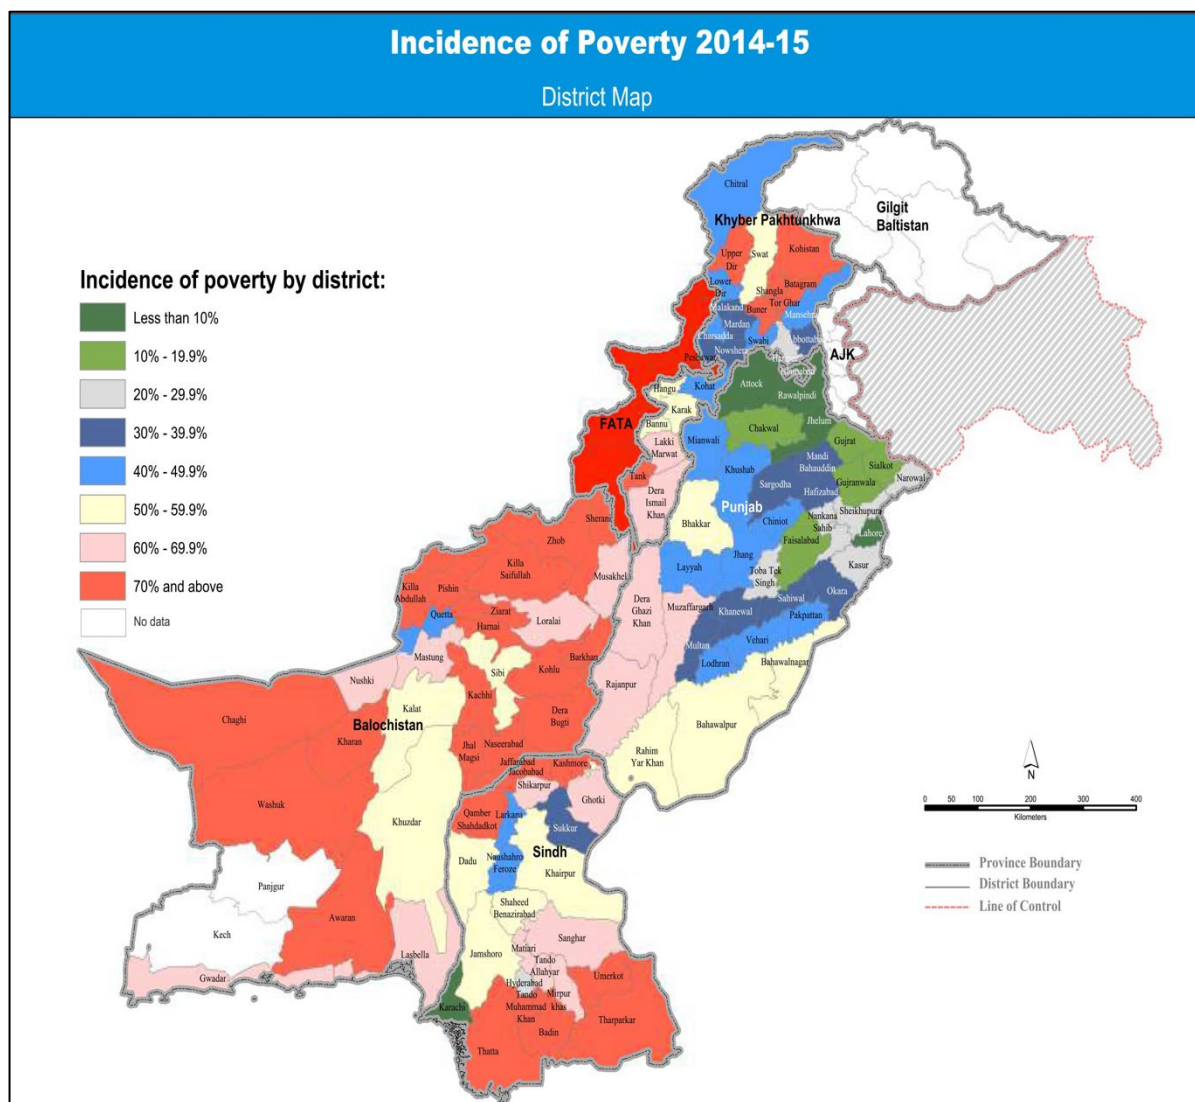 Incidence of Poverty 2014-15
District Map
Incidence of poverty by district:
Less than 10%
10% - 19.9%
20% - 29.9%
30% - 39.9%
40% - 49.9%
50% - 59.9%
60% - 69.9%
70% and above
No data
Chitral
Gilgit
Baltistan
Khyber Pakhtunkhwa
Kohistan
Upper
Dir
Swat
Lower
Dir
Shangla
Batagram
Tor Ghar
Malakand
Buner
Mansehra
Mardan
Charsadda
Swabi
Abbottabad
Nowshera
AJK
Peshawar
Attock
Hangu
Kohat
Rawalpindi
Karak
Jhelum
FATA
Bannu
Chakwal
Mianwali
Gujrat
Lakki
Marwat
Mandi
Bahauddin
Sialkot
Khushab
Tank
Sargodha
Gujranwala
Narowal
Dera
Ismail
Khan
Hafizabad
Punjab
Sheikhupura
Nankana
Sahib
Sherani
Bhakkar
Chiniot
Lahore
Faisalabad
Zhob
Jhang
Kasur
Killa
Saifullah
Layyah
Toba Tek
Singh
Musakhel
Killa
Abdullah
Pishin
Okara
Sahiwal
Dera
Ghazi
Khan
Muzaffargarh
Khanewal
Quetta
Ziarat
Harnai
Loralai
Pakpattan
Multan
Vehari
Mastung
Barkhan
Lodhran
Bahawalnagar
Sibi
Kohlu
Nushki
Rajanpur
Kachhi
Kalat
Dera
Bugti
Chaghi
Balochistan
Bahawalpur
Kharan
Naseerabad
Jhal
Magsi
Rahim
Yar Khan
Jaffarabad
Kashmore
Jacobabad
Shikarpur
Ghotki
Washuk
Qamber
Shahdadkot
Larkana
Khuzdar
Sukkur
Sindh
Dadu
Naushahro
Feroze
Khairpur
Panjgur
Shaheed
Benazirabad
Awaran
Kech
Sanghar
Matiari
Lasbella
Jamshoro
Tando
Allahyar
Gwadar
Hyderabad
Umerkot
Tando
Muhammad
Khan
Mirpur
khas
Karachi
Badin
Tharparkar
Thatta
N
0 50 100 200 300 400
Kilometers
Province Boundary
District Boundary
Line of Control